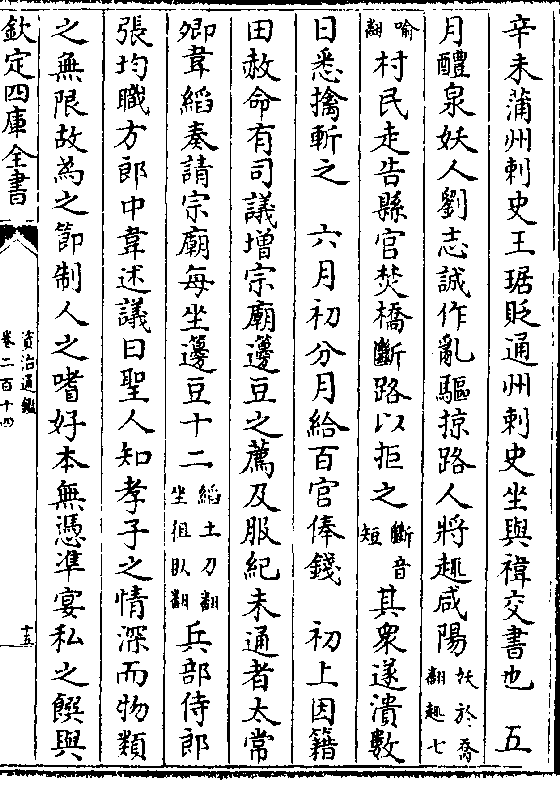 辛未蒲州刺史王琚貶通州刺史坐與禕交書也　五
月醴泉妖人劉志誠作亂驅掠路人將趣咸陽妖於喬翻趣七
喻翻村民走告縣官焚橋斷路以拒之斷音短其衆遂潰數
日悉擒斬之　六月初分月給百官俸錢　初上因籍
田赦命有司議增宗廟邊豆之薦及服紀未通者太常
卿韋縚奏請宗廟每坐邊豆十二縚土刀翻坐徂臥翻兵部侍郎
張均職方郎中韋述議曰聖人知孝子之情深而物類
之無限故為之節制人之嗜好本無憑凖宴私之饌與
欽定四庫全書
資治通鑑
卷二百十四
十五